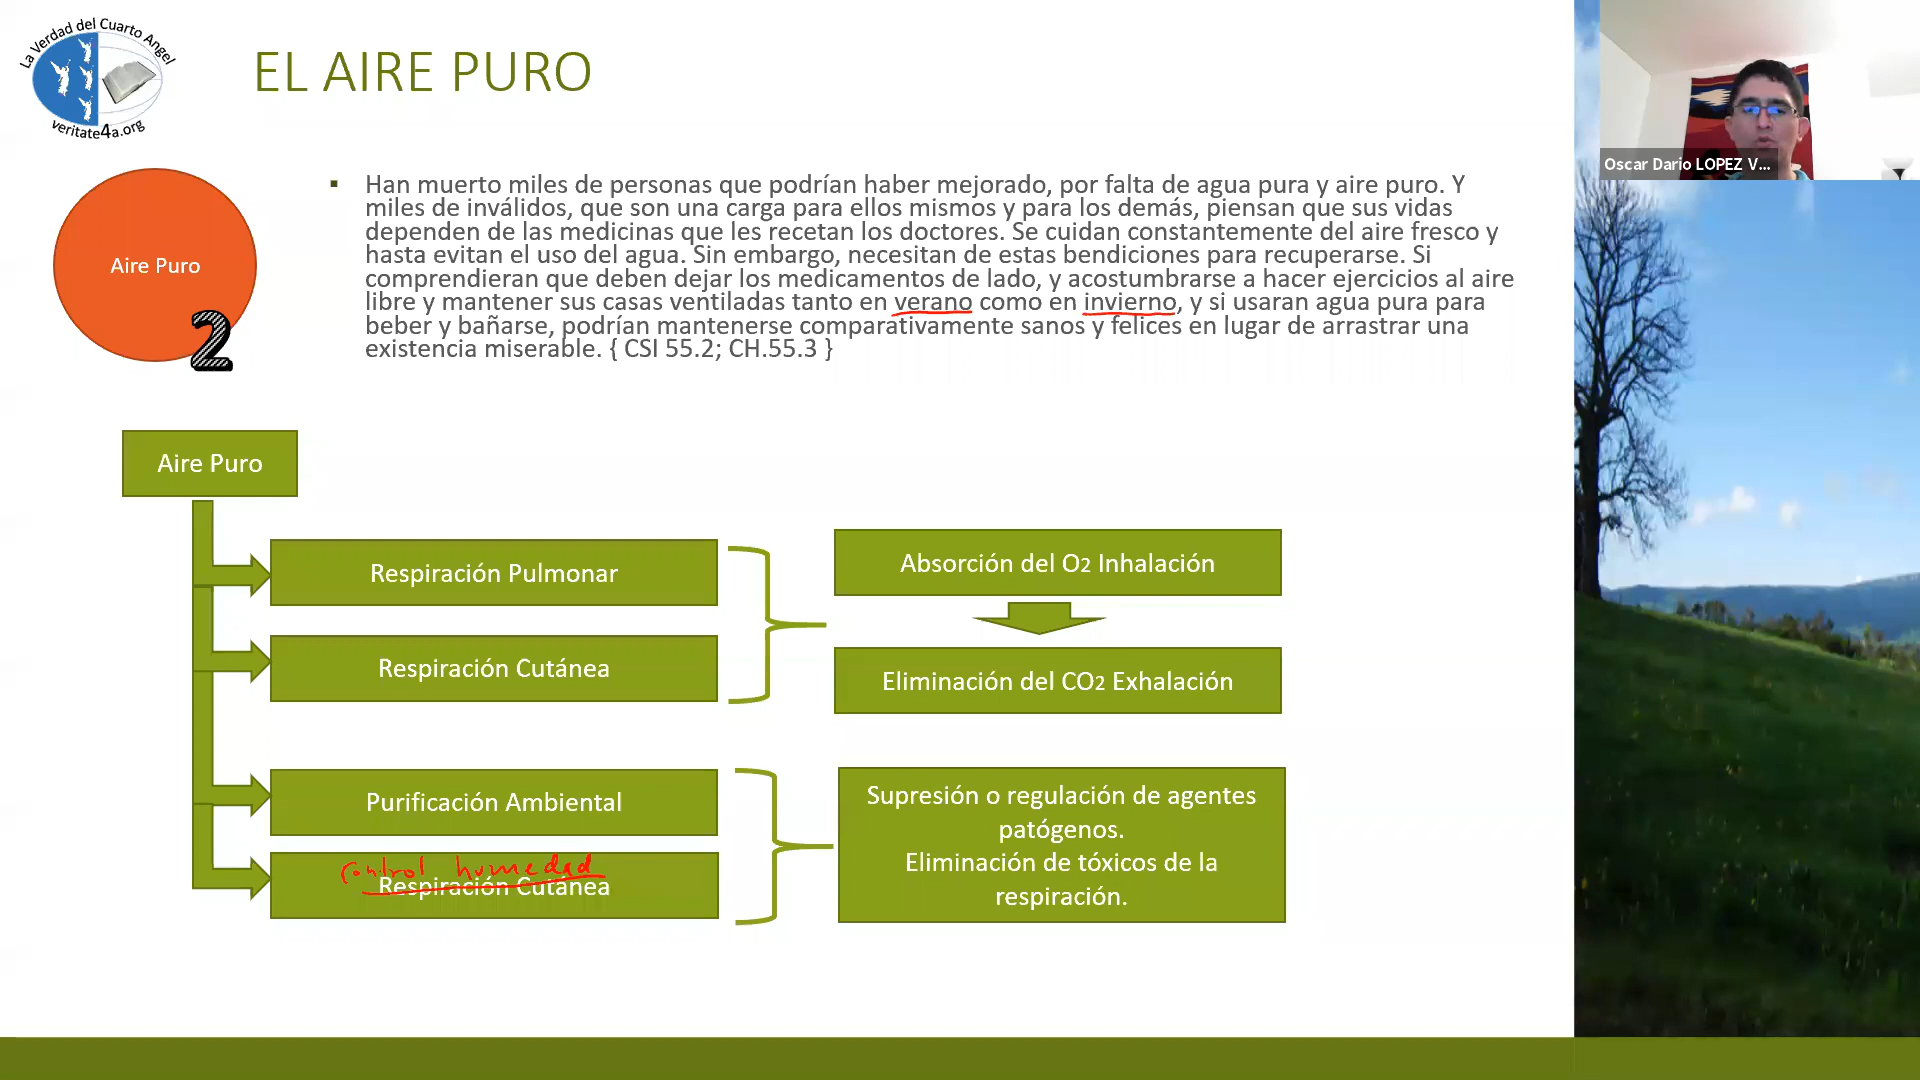 La Verdad del Cuarto Angel
veritate4a.org
EL AIRE PURO
Oscar Dario LOPEZ V...
Aire Puro
2
▪ Han muerto miles de personas que podrían haber mejorado, por falta de agua pura y aire puro. Y
miles de inválidos, que son una carga para ellos mismos y para los demás, piensan que sus vidas
dependen de las medicinas que les recetan los doctores. Se cuidan constantemente del aire fresco y
hasta evitan el uso del agua. Sin embargo, necesitan de estas bendiciones para recuperarse. Si
comprendieran que deben dejar los medicamentos de lado, y acostumbrarse a hacer ejercicios al aire
libre y mantener sus casas ventiladas tanto en verano como en invierno, y si usaran agua pura para
beber y bañarse, podrían mantenerse comparativamente sanos y felices en lugar de arrastrar una
existencia miserable. { CSI 55.2; CH.55.3 }
Aire Puro
Respiración Pulmonar
Respiración Cutánea
Absorción del O2 Inhalación
Eliminación del CO2 Exhalación
Purificación Ambiental
Control humedad
Respiración Cutánea
Supresión o regulación de agentes
patógenos.
Eliminación de tóxicos de la
respiración.